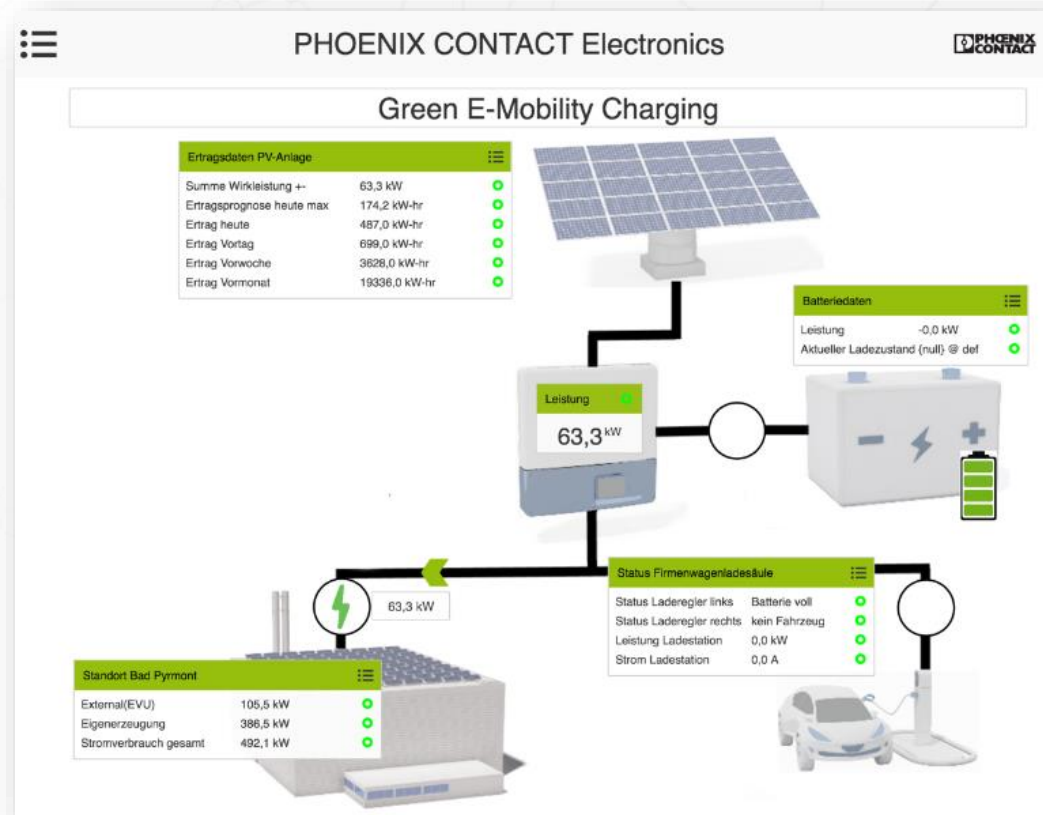 PHOENIX CONTACT Electronics
PHOENIX
CONTACT
Green E-Mobility Charging
Ertragsdaten PV-Anlage
Summe Wirkleistung +- 63,3 kW
Ertragsprognose heute max 174,2 kW-hr
Ertrag heute 487,0 kW-hr
Ertrag Vortag 699,0 kW-hr
Ertrag Vorwoche 3628,0 kW-hr
Ertrag Vormonat 19336,0 kW-hr
Batteriedaten
Leistung -0,0 kW
Aktueller Ladezustand {null} @ def
Leistung
63,3 kW
63,3 kW
Status Firmenwagenladesäule
Status Laderegler links Batterie voll
Status Laderegler rechts kein Fahrzeug
Leistung Ladestation 0,0 kW
Strom Ladestation 0,0 A
Standort Bad Pyrmont
External(EVU) 105,5 kW
Eigenerzeugung 386,5 kW
Stromverbrauch gesamt 492,1 kW